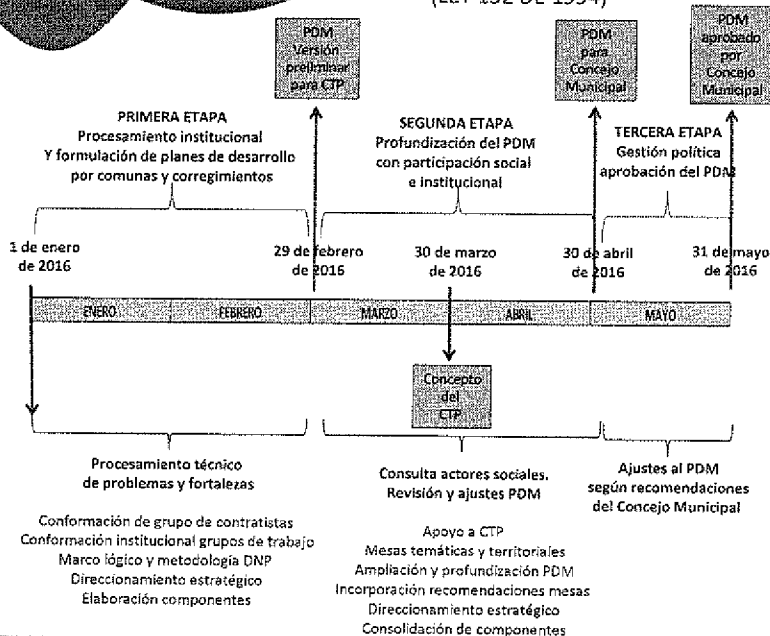 (LEY 152 DE 1994)
PDM
Versión
preliminar
para CTP
PDM
para
Concejo
Municipal
PDM
aprobado
por
Concejo
Municipal
PRIMERA ETAPA
Procesamiento institucional
Y formulación de planes de desarrollo
por comunas y corregimientos
SEGUNDA ETAPA
Profundización del PDM
con participación social
e institucional
TERCERA ETAPA
Gestión política
aprobación del PDM
1 de enero
de 2016
29 de febrero
de 2016
30 de marzo
de 2016
30 de abril
de 2016
31 de mayo
de 2016
ENERO
FEBRERO
MARZO
ABRIL
MAYO
Concepto
del
CTP
Procesamiento técnico
de problemas y fortalezas
Conformación de grupo de contratistas
Conformación institucional grupos de trabajo
Marco lógico y metodología DNP
Direccionamiento estratégico
Elaboración componentes
Consulta actores sociales.
Revisión y ajustes PDM
Apoyo a CTP
Mesas temáticas y territoriales
Ampliación y profundización PDM
Incorporación recomendaciones mesas
Direccionamiento estratégico
Consolidación de componentes
Ajustes al PDM
según recomendaciones
del Concejo Municipal